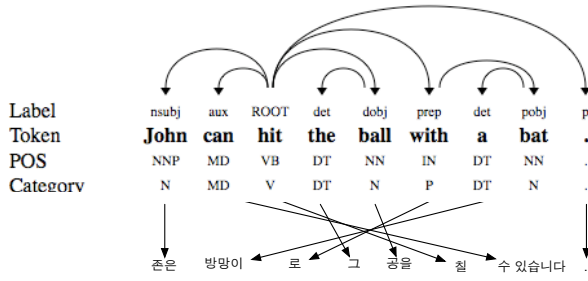 Label nsubj aux ROOT det dobj prep det pobj p
Token John can hit the ball with a bat .
POS NNP MD VB DT NN IN DT NN .
Category N MD V DT N P DT N .
존은 방망이 로 그 공을 칠 수 있습니다 .